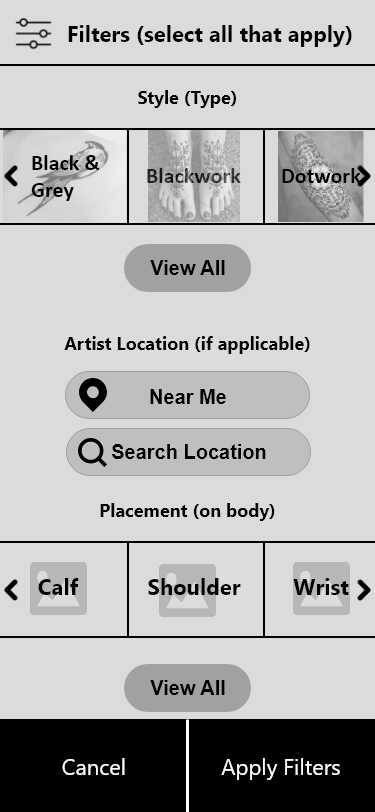 Filters (select all that apply)
Style (Type)
Black &
Grey
Blackwork
Dotwork
View All
Artist Location (if applicable)
Near Me
Search Location
Placement (on body)
Calf
Shoulder
Wrist
View All
Cancel
Apply Filters